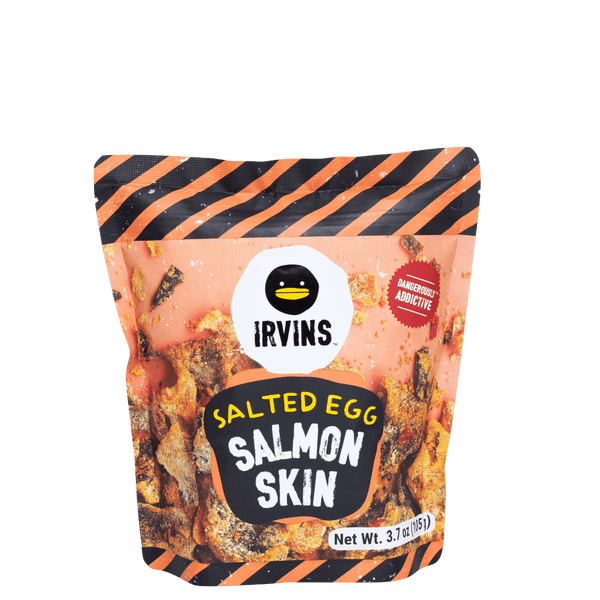 DANGEROUSLY
ADDICTIVE
IRVINS
SALTED EGG
SALMON
SKIN
Net Wt. 3.7 oz (105g)